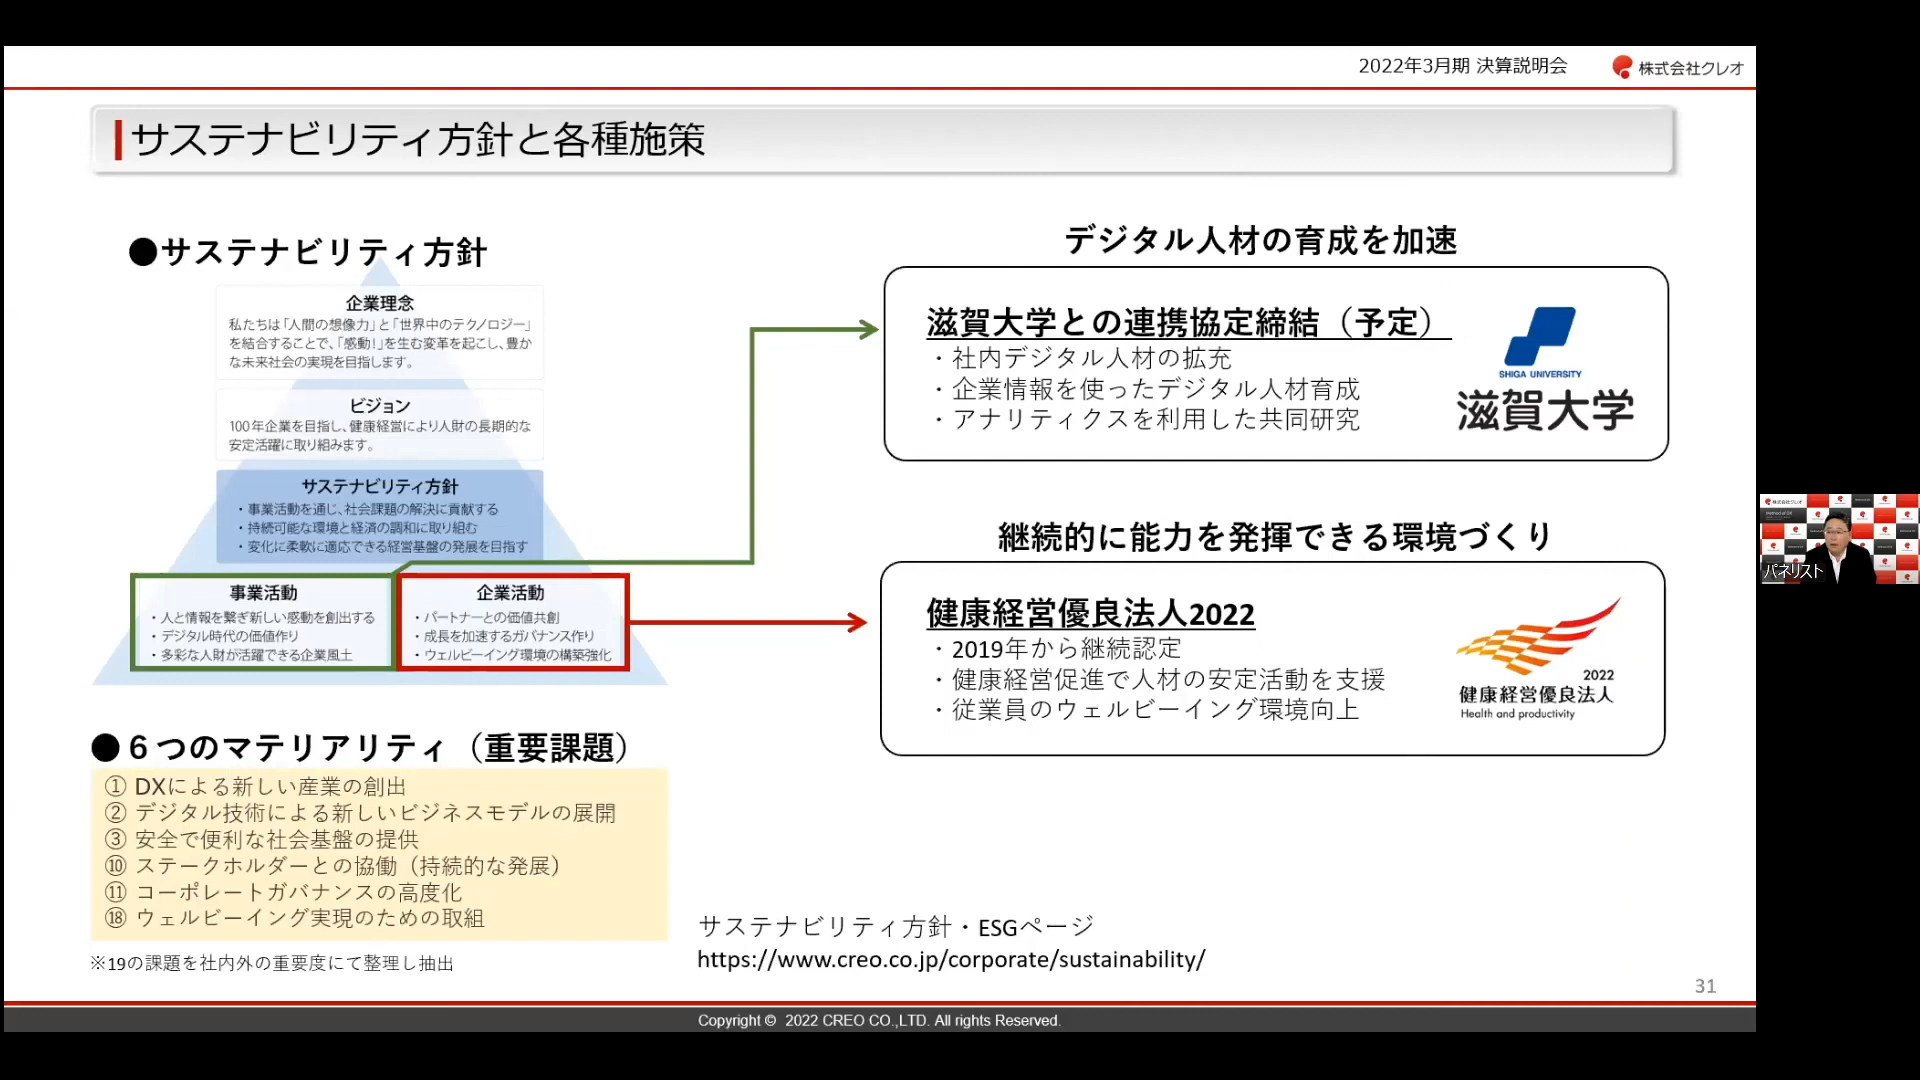 2022年3月期 決算説明会
株式会社クレオ
サステナビリティ方針と各種施策
●サステナビリティ方針
企業理念
私たちは「人間の想像力」と「世界中のテクノロジー」
を結合することで、「感動!」を生む変革を起こし、豊か
な未来社会の実現を目指します。
ビジョン
100年企業を目指し、健康経営により人財の長期的な
安定活躍に取り組みます。
サステナビリティ方針
・事業活動を通じ、社会課題の解決に貢献する
・持続可能な環境と経済の調和に取り組む
・変化に柔軟に適応できる経営基盤の発展を目指す
事業活動
・人と情報を繋ぎ新しい感動を創出する
・デジタル時代の価値作り
・多彩な人財が活躍できる企業風土
企業活動
・パートナーとの価値共創
・成長を加速するガバナンス作り
・ウェルビーイング環境の構築強化
●６つのマテリアリティ（重要課題）
① DXによる新しい産業の創出
② デジタル技術による新しいビジネスモデルの展開
③ 安全で便利な社会基盤の提供
⑩ ステークホルダーとの協働（持続的な発展）
⑪ コーポレートガバナンスの高度化
⑱ ウェルビーイング実現のための取組
※19の課題を社内外の重要度にて整理し抽出
デジタル人材の育成を加速
滋賀大学との連携協定締結（予定）
・社内デジタル人材の拡充
・企業情報を使ったデジタル人材育成
・アナリティクスを利用した共同研究
SHIGA UNIVERSITY
滋賀大学
継続的に能力を発揮できる環境づくり
健康経営優良法人2022
・2019年から継続認定
・健康経営促進で人材の安定活動を支援
・従業員のウェルビーイング環境向上
2022
健康経営優良法人
Health and productivity
サステナビリティ方針・ESGページ
https://www.creo.co.jp/corporate/sustainability/
31
Copyright © 2022 CREO CO.,LTD. All rights Reserved.
株式会社クレオ
パネリスト